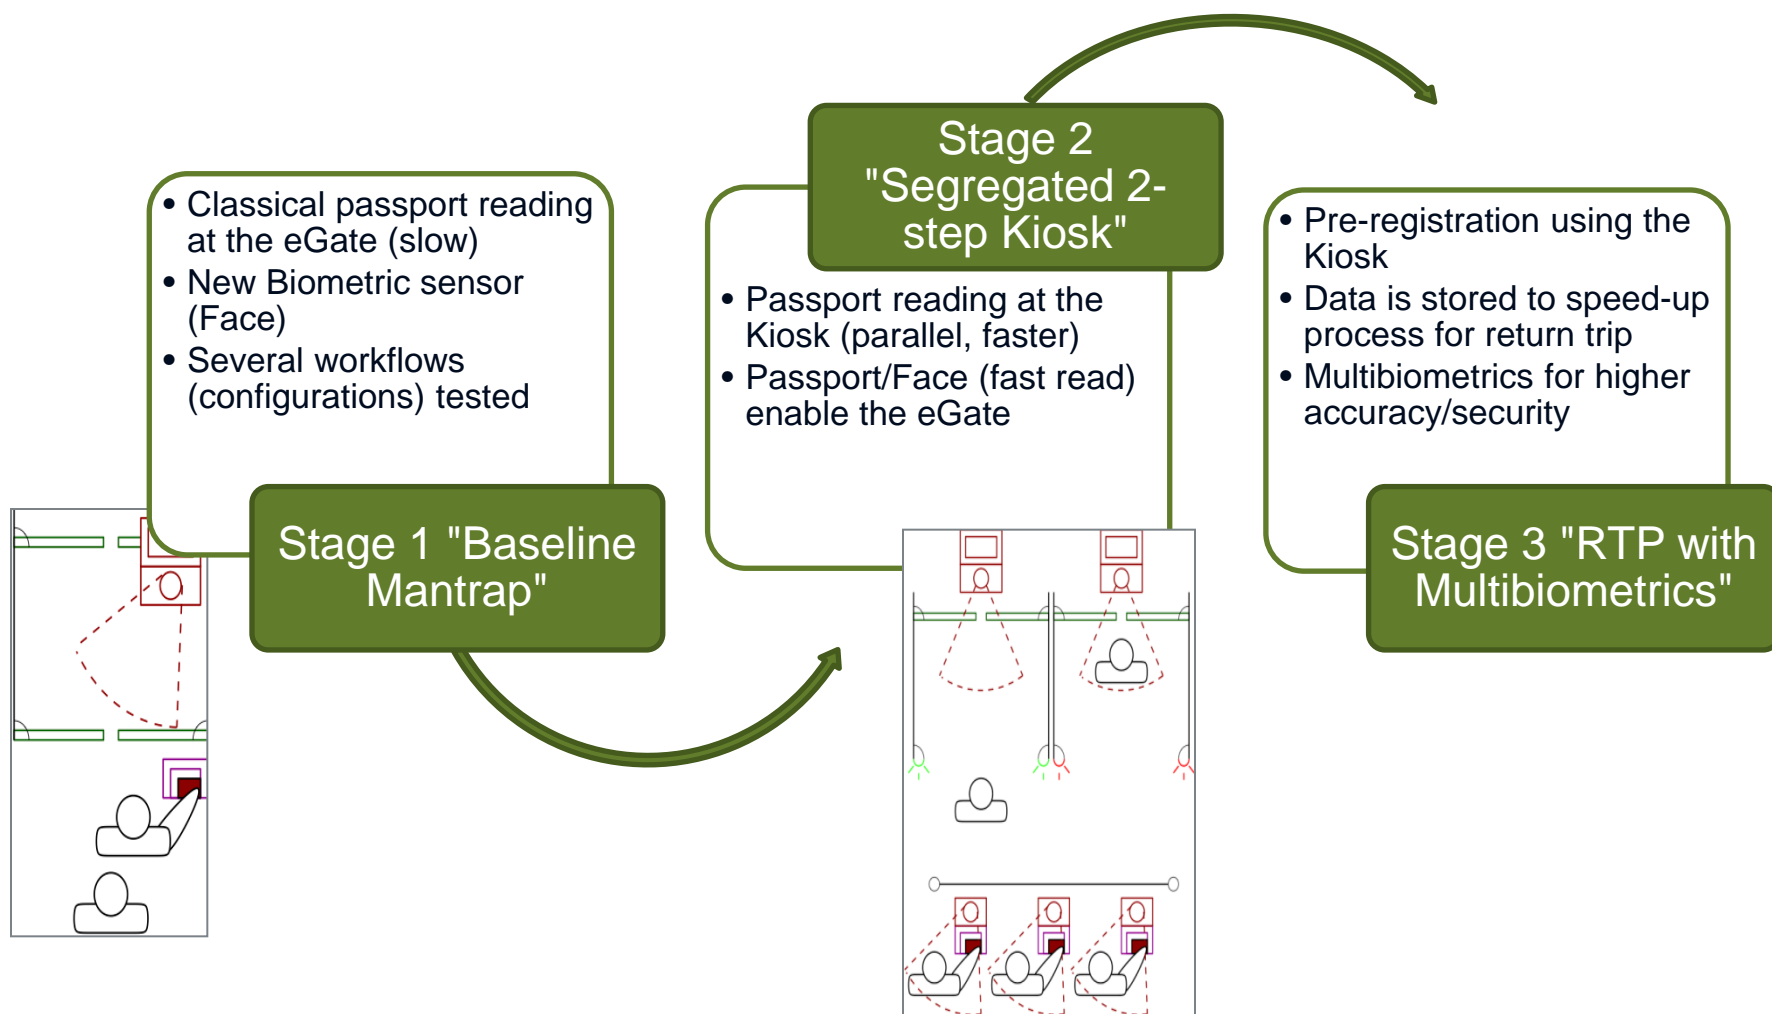 • Classical passport reading
at the eGate (slow)
• New Biometric sensor
(Face)
• Several workflows
(configurations) tested
Stage 1 "Baseline
Mantrap"
Stage 2
"Segregated 2-
step Kiosk"
• Passport reading at the
Kiosk (parallel, faster)
• Passport/Face (fast read)
enable the eGate
• Pre-registration using the
Kiosk
• Data is stored to speed-up
process for return trip
• Multibiometrics for higher
accuracy/security
Stage 3 "RTP with
Multibiometrics"